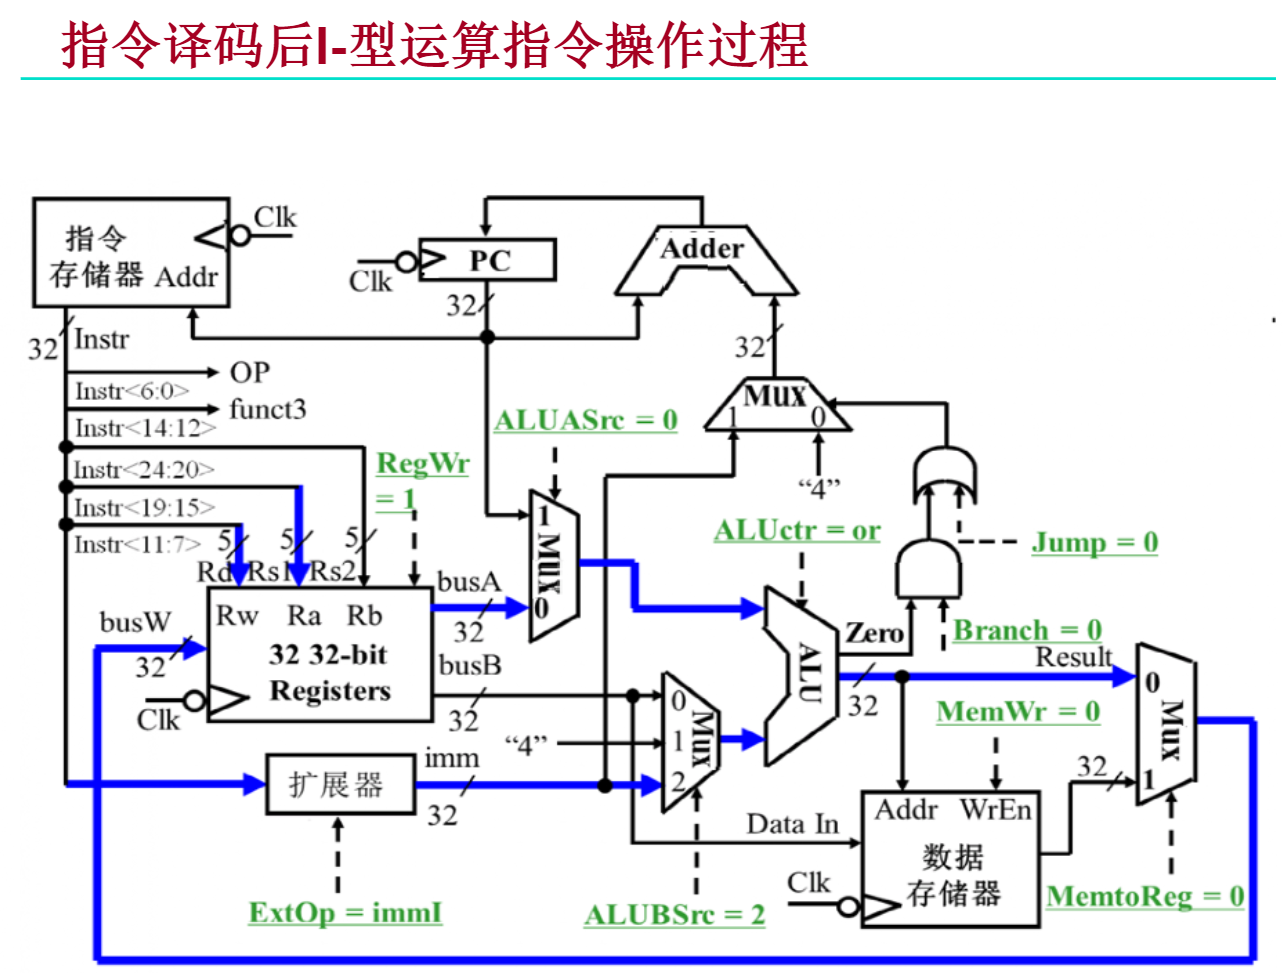 指令译码后I-型运算指令操作过程
Clk
指令
存储器 Addr
Clk
PC
Adder
32
32
Instr
32
OP
Instr<6:0>
funct3
Instr<14:12>
Mux
1
0
ALUASrc = 0
RegWr
= 1
Instr<24:20>
"4"
Instr<19:15>
1
Mux
0
ALUctr = or
Jump = 0
Instr<11:7>
5
5
5
Rd
Rs1
Rs2
busA
32
busW
32
Rw Ra Rb
32 32-bit
Registers
Clk
busB
32
Zero
ALU
32
Branch = 0
Result
0
Mux
1
MemWr = 0
0
"4"
1
Mux
2
扩展器
imm
32
32
Addr WrEn
数据
存储器
Data In
Clk
MemtoReg = 0
ExtOp = immI
ALUBSrc = 2